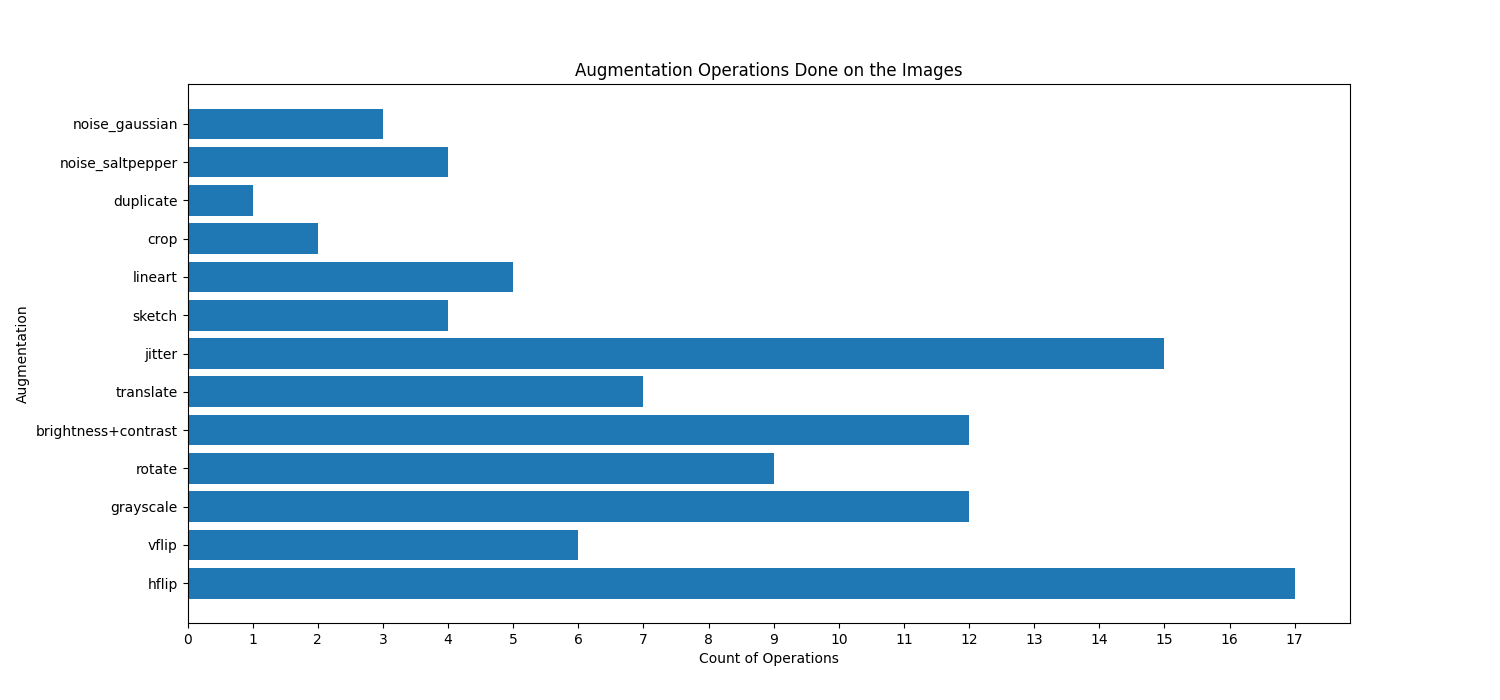 Augmentation Operations Done on the Images
noise_gaussian
noise_saltpepper
duplicate
crop
lineart
sketch
jitter
translate
brightness+contrast
rotate
grayscale
vflip
hflip
Augmentation
0 1 2 3 4 5 6 7 8 9 10 11 12 13 14 15 16 17
Count of Operations